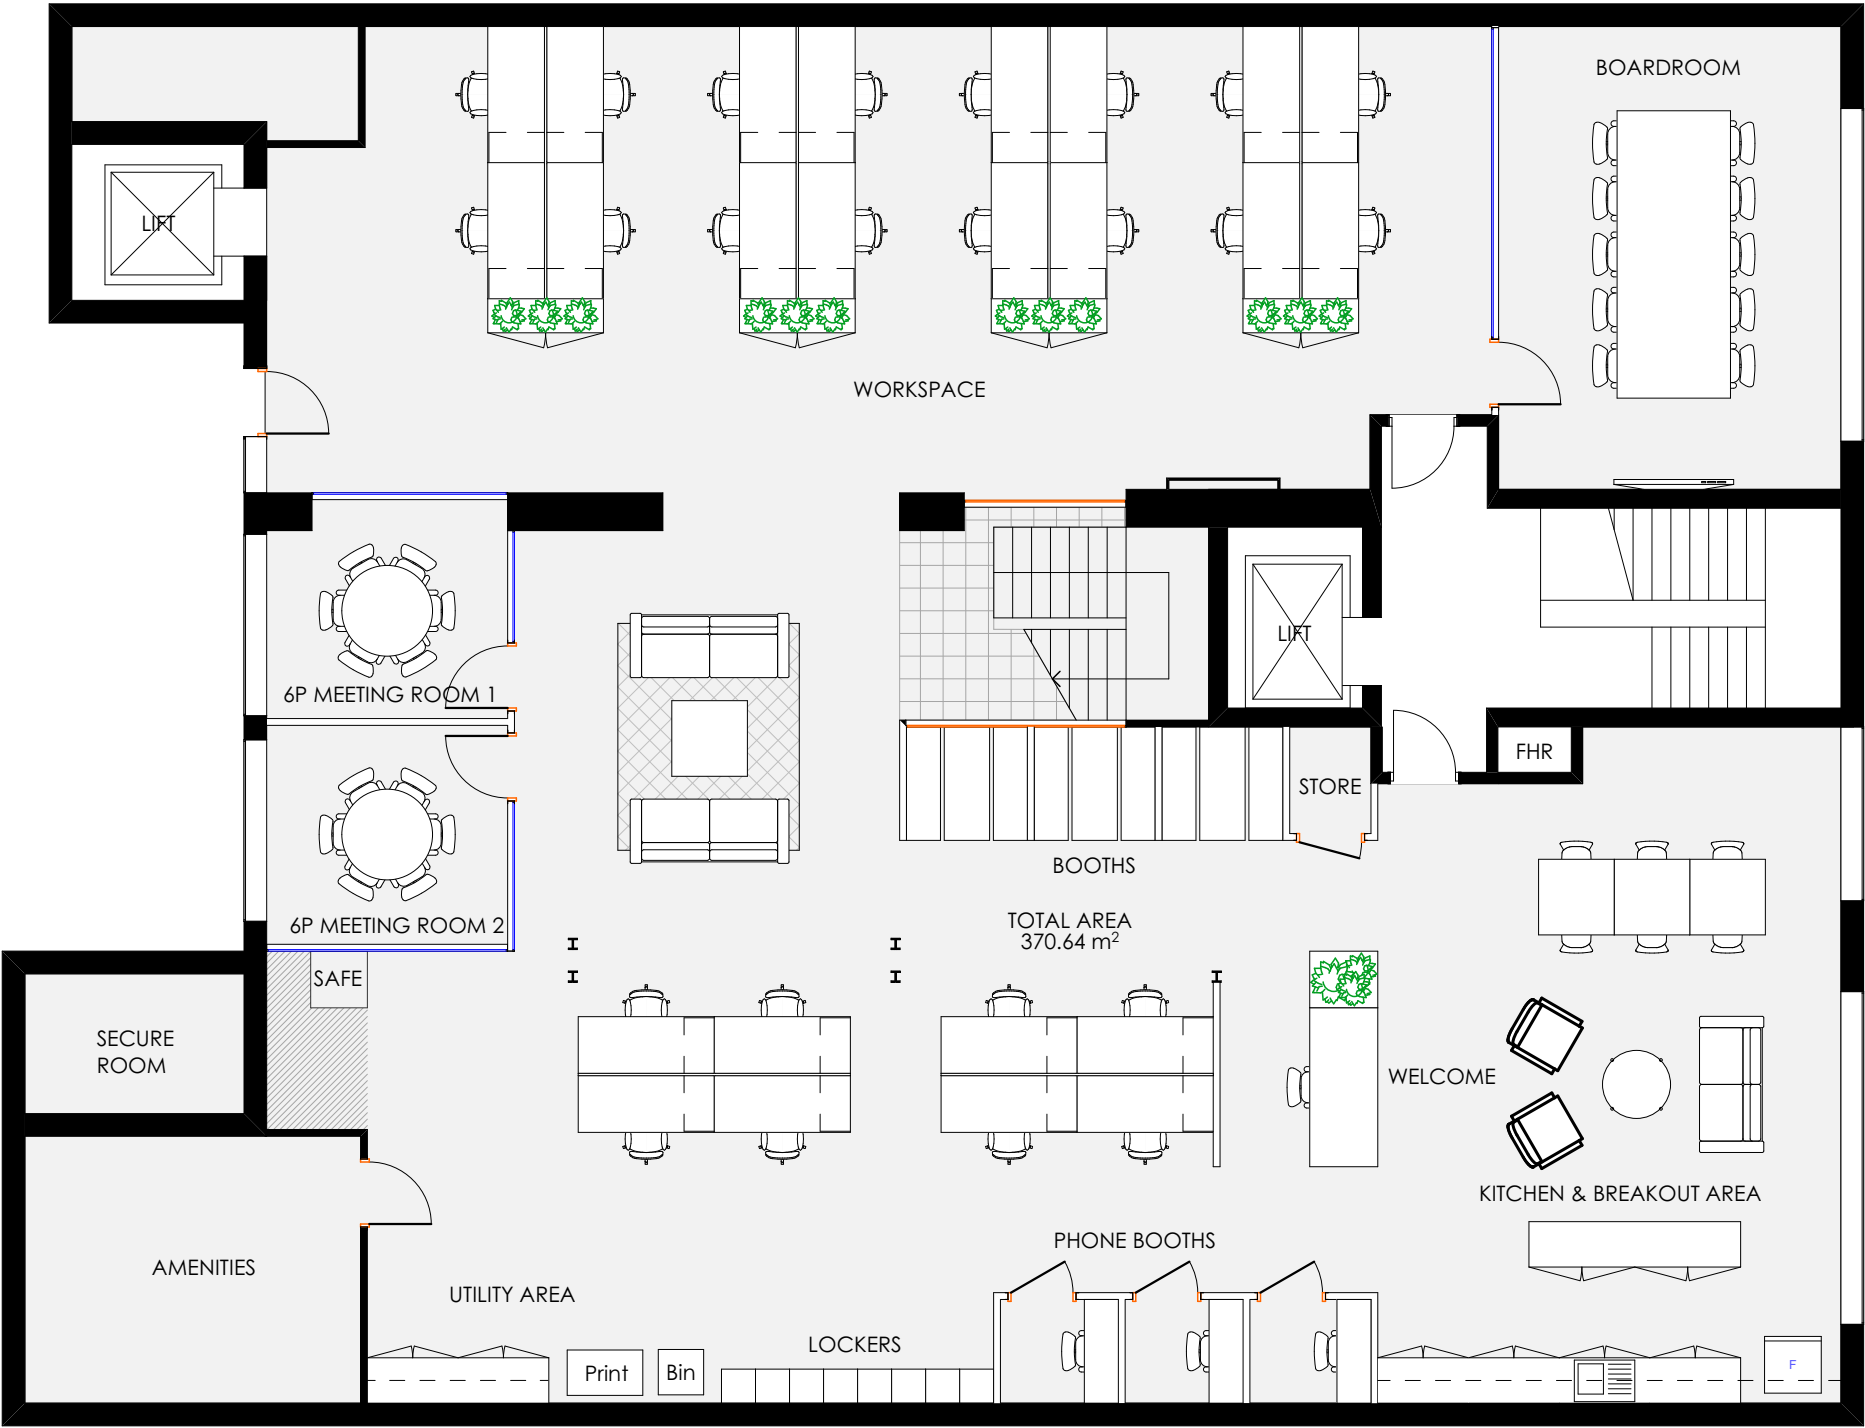 BOARDROOM
LIFT
WORKSPACE
LIFT
6P MEETING ROOM 1
FHR
STORE
BOOTHS
6P MEETING ROOM 2
TOTAL AREA
370.64 m²
SAFE
SECURE
ROOM
WELCOME
KITCHEN & BREAKOUT AREA
PHONE BOOTHS
AMENITIES
UTILITY AREA
LOCKERS
Print
Bin
F